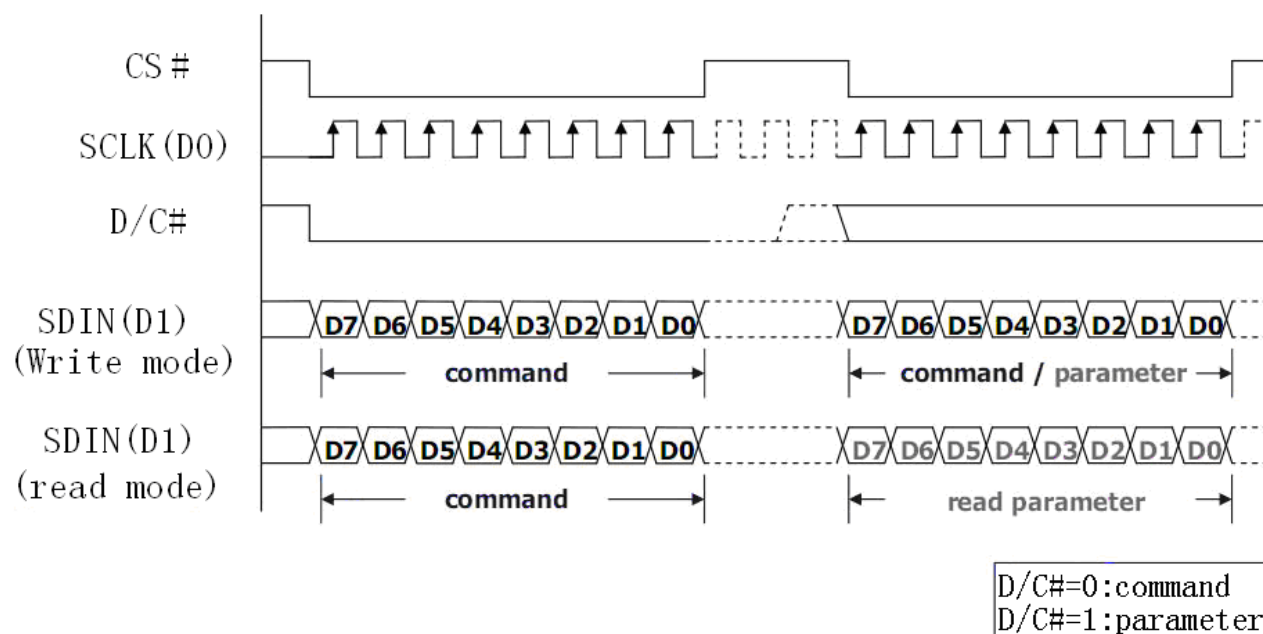 CS#
SCLK(D0)
D/C#
SDIN(D1)
(Write mode)
D7 D6 D5 D4 D3 D2 D1 D0
D7 D6 D5 D4 D3 D2 D1 D0
command
command / parameter
SDIN(D1)
(read mode)
D7 D6 D5 D4 D3 D2 D1 D0
D7 D6 D5 D4 D3 D2 D1 D0
command
read parameter
D/C#=0:command
D/C#=1:parameter